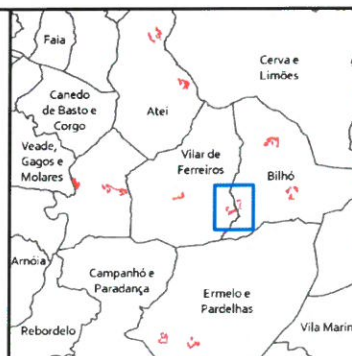 Faia
Cerva e
Limões
Canedo
de Basto e
Corgo
Atei
Veade,
Gagos e
Molares
Vilar de
Ferreiros
Bilhó
Arnóia
Campanhó e
Paradança
Ermelo e
Pardelhas
Rebordelo
Vila Marin